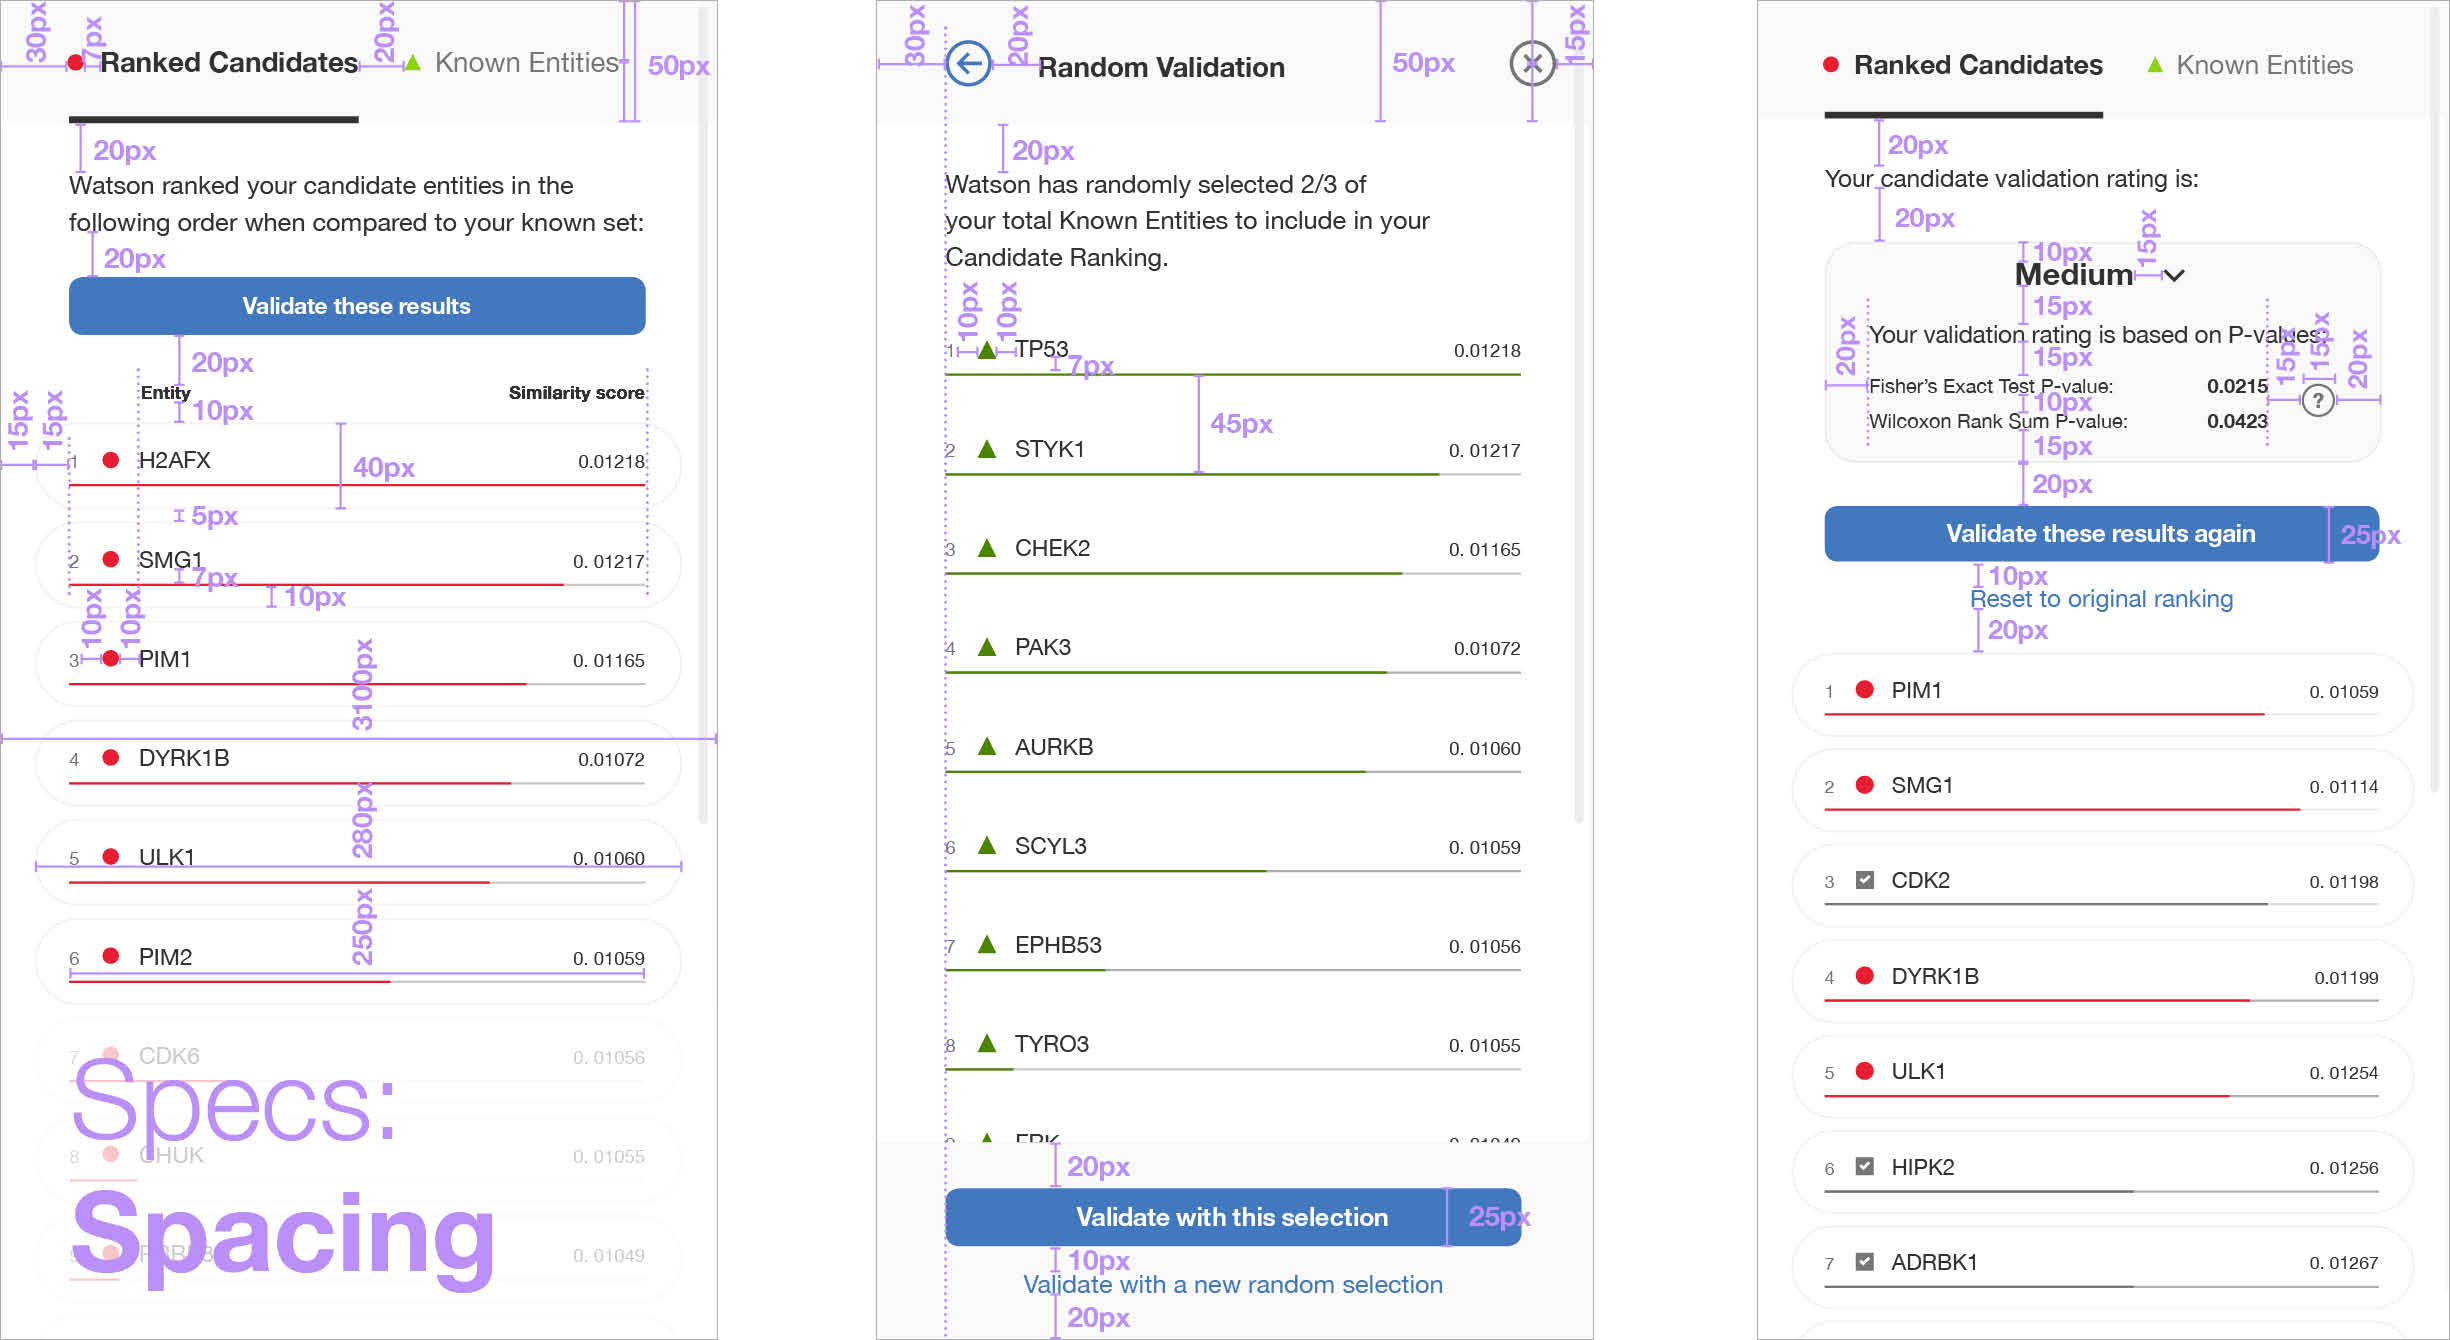 30px
7px
20px
Ranked Candidates
Known Entities
50px
20px
Watson ranked your candidate entities in the
following order when compared to your known set:
20px
Validate these results
20px
Entity
Similarity score
10px
15px
15px
1 H2AFX 0.01218
40px
5px
2 SMG1 0. 01217
7px
10px
10px
10px
3 PIM1 0. 01165
3100px
4 DYRK1B 0.01072
280px
5 ULK1 0. 01060
250px
6 PIM2 0. 01059
7 CDK6 0. 01056
Specs:
8 CHUK 0. 01055
Spacing
0. 01049
30px
20px
Random Validation
50px
15px
20px
Watson has randomly selected 2/3 of
your total Known Entities to include in your
Candidate Ranking.
10px
10px
1 TP53 0.01218
7px
45px
2 STYK1 0. 01217
3 CHEK2 0. 01165
4 PAK3 0.01072
5 AURKB 0. 01060
6 SCYL3 0. 01059
7 EPHB53 0. 01056
8 TYRO3 0. 01055
20px
Validate with this selection
25px
10px
Validate with a new random selection
20px
Ranked Candidates
Known Entities
20px
Your candidate validation rating is:
20px
10px
15px
Medium
15px
Your validation rating is based on P-values:
20px
15px
15px
15px
20px
Fisher’s Exact Test P-value: 0.0215
10px
?
Wilcoxon Rank Sum P-value: 0.0423
15px
20px
Validate these results again
25px
10px
Reset to original ranking
20px
1 PIM1 0. 01059
2 SMG1 0. 01114
3 CDK2 0. 01198
4 DYRK1B 0.01199
5 ULK1 0. 01254
6 HIPK2 0. 01256
7 ADRBK1 0. 01267